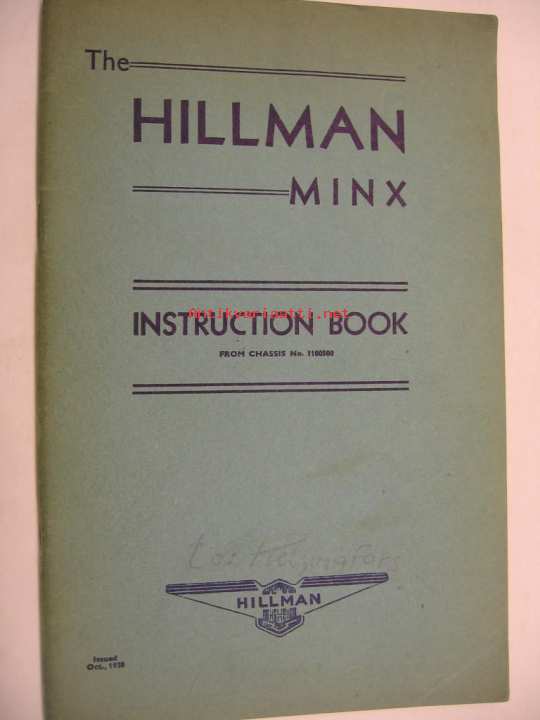 The
HILLMAN
MINX
Antikvariaatti.net
INSTRUCTION BOOK
FROM CHASSIS No. 1100500
HILLMAN
Issued
Oct., 1938